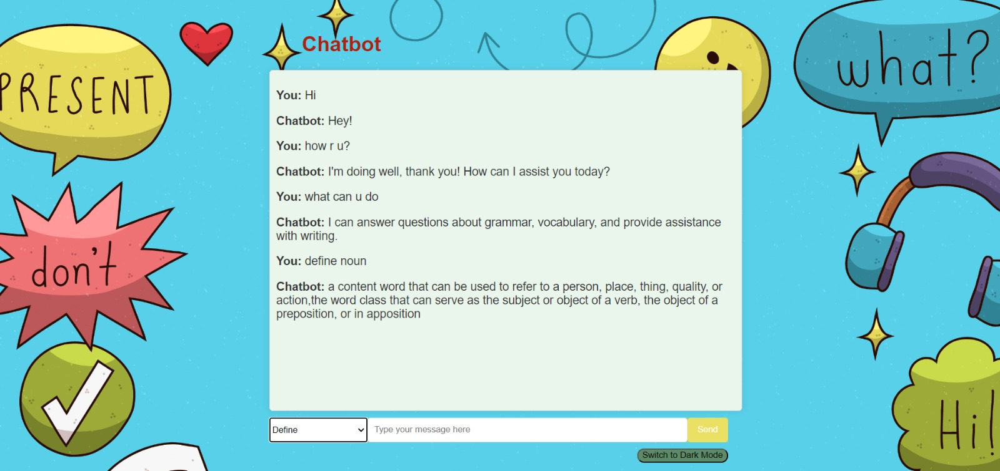 PRESENT
Chatbot
what?
You: Hi
Chatbot: Hey!
You: how r u?
Chatbot: I'm doing well, thank you! How can I assist you today?
You: what can u do
Chatbot: I can answer questions about grammar, vocabulary, and provide assistance
with writing.
You: define noun
Chatbot: a content word that can be used to refer to a person, place, thing, quality, or
action,the word class that can serve as the subject or object of a verb, the object of a
preposition, or in apposition
don't
Hi!
Define
Type your message here
Send
Switch to Dark Mode